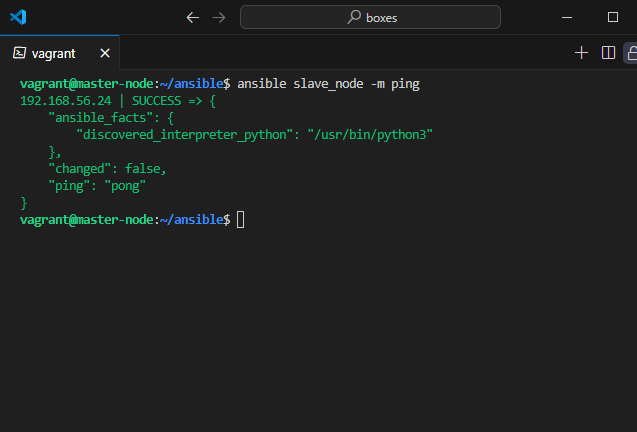 boxes
vagrant
vagrant@master-node:~/ansible$ ansible slave_node -m ping
192.168.56.24 | SUCCESS => {
    "ansible_facts": {
        "discovered_interpreter_python": "/usr/bin/python3"
    },
    "changed": false,
    "ping": "pong"
}
vagrant@master-node:~/ansible$